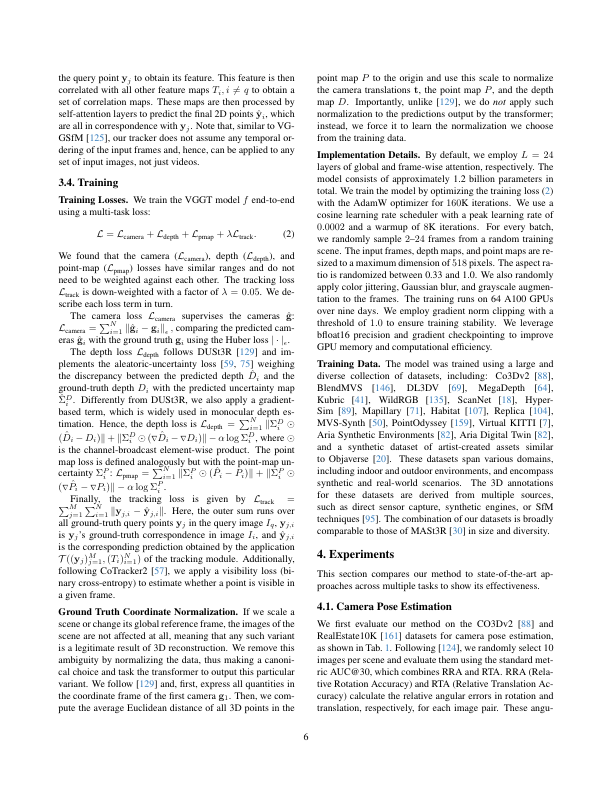 the query point y_j to obtain its feature. This feature is then
correlated with all other feature maps T_i, i ≠ q to obtain a
set of correlation maps. These maps are then processed by
self-attention layers to predict the final 2D points ŷ_i, which
are all in correspondence with y_j. Note that, similar to VG-
GSfM [125], our tracker does not assume any temporal or-
dering of the input frames and, hence, can be applied to any
set of input images, not just videos.
3.4. Training
Training Losses. We train the VGGT model f end-to-end
using a multi-task loss:
L = L_camera + L_depth + L_pmap + λL_track. (2)
We found that the camera (L_camera), depth (L_depth), and
point-map (L_pmap) losses have similar ranges and do not
need to be weighted against each other. The tracking loss
L_track is down-weighted with a factor of λ = 0.05. We de-
scribe each loss term in turn.
The camera loss L_camera supervises the cameras ĝ:
L_camera = ∑_{i=1}^N ‖ĝ_i − g_i‖_ϵ, comparing the predicted cam-
eras ĝ_i with the ground truth g_i using the Huber loss | · |_ϵ.
The depth loss L_depth follows DUSt3R [129] and im-
plements the aleatoric-uncertainty loss [59, 75] weighing
the discrepancy between the predicted depth D̂_i and the
ground-truth depth D_i with the predicted uncertainty map
Σ̂_i^D. Differently from DUSt3R, we also apply a gradient-
based term, which is widely used in monocular depth es-
timation. Hence, the depth loss is L_depth = ∑_{i=1}^N ‖Σ_i^D ⊙
(D̂_i − D_i)‖ + ‖Σ_i^D ⊙ (∇D̂_i − ∇D_i)‖ − α log Σ_i^D, where ⊙
is the channel-broadcast element-wise product. The point
map loss is defined analogously but with the point-map un-
certainty Σ_i^P: L_pmap = ∑_{i=1}^N ‖Σ_i^P ⊙ (P̂_i − P_i)‖ + ‖Σ_i^P ⊙
(∇P̂_i − ∇P_i)‖ − α log Σ_i^P.
Finally, the tracking loss is given by L_track =
∑_{j=1}^M ∑_{i=1}^N ‖y_{j,i} − ŷ_{j,i}‖. Here, the outer sum runs over
all ground-truth query points y_j in the query image I_q, y_{j,i}
is y_j's ground-truth correspondence in image I_i, and ŷ_{j,i}
is the corresponding prediction obtained by the application
T((y_j)_{j=1}^M, (T_i)_{i=1}^N) of the tracking module. Additionally,
following CoTracker2 [57], we apply a visibility loss (bi-
nary cross-entropy) to estimate whether a point is visible in
a given frame.
Ground Truth Coordinate Normalization. If we scale a
scene or change its global reference frame, the images of the
scene are not affected at all, meaning that any such variant
is a legitimate result of 3D reconstruction. We remove this
ambiguity by normalizing the data, thus making a canoni-
cal choice and task the transformer to output this particular
variant. We follow [129] and, first, express all quantities in
the coordinate frame of the first camera g_1. Then, we com-
pute the average Euclidean distance of all 3D points in the
point map P to the origin and use this scale to normalize
the camera translations t, the point map P, and the depth
map D. Importantly, unlike [129], we do not apply such
normalization to the predictions output by the transformer;
instead, we force it to learn the normalization we choose
from the training data.
Implementation Details. By default, we employ L = 24
layers of global and frame-wise attention, respectively. The
model consists of approximately 1.2 billion parameters in
total. We train the model by optimizing the training loss (2)
with the AdamW optimizer for 160K iterations. We use a
cosine learning rate scheduler with a peak learning rate of
0.0002 and a warmup of 8K iterations. For every batch,
we randomly sample 2–24 frames from a random training
scene. The input frames, depth maps, and point maps are re-
sized to a maximum dimension of 518 pixels. The aspect ra-
tio is randomized between 0.33 and 1.0. We also randomly
apply color jittering, Gaussian blur, and grayscale augmen-
tation to the frames. The training runs on 64 A100 GPUs
over nine days. We employ gradient norm clipping with a
threshold of 1.0 to ensure training stability. We leverage
bfloat16 precision and gradient checkpointing to improve
GPU memory and computational efficiency.
Training Data. The model was trained using a large and
diverse collection of datasets, including: Co3Dv2 [88],
BlendMVS [146], DL3DV [69], MegaDepth [64],
Kubric [41], WildRGB [135], ScanNet [18], Hyper-
Sim [89], Mapillary [71], Habitat [107], Replica [104],
MVS-Synth [50], PointOdyssey [159], Virtual KITTI [7],
Aria Synthetic Environments [82], Aria Digital Twin [82],
and a synthetic dataset of artist-created assets similar
to Objaverse [20]. These datasets span various domains,
including indoor and outdoor environments, and encompass
synthetic and real-world scenarios. The 3D annotations
for these datasets are derived from multiple sources,
such as direct sensor capture, synthetic engines, or SfM
techniques [95]. The combination of our datasets is broadly
comparable to those of MASt3R [30] in size and diversity.
4. Experiments
This section compares our method to state-of-the-art ap-
proaches across multiple tasks to show its effectiveness.
4.1. Camera Pose Estimation
We first evaluate our method on the CO3Dv2 [88] and
RealEstate10K [161] datasets for camera pose estimation,
as shown in Tab. 1. Following [124], we randomly select 10
images per scene and evaluate them using the standard met-
ric AUC@30, which combines RRA and RTA. RRA (Rela-
tive Rotation Accuracy) and RTA (Relative Translation Ac-
curacy) calculate the relative angular errors in rotation and
translation, respectively, for each image pair. These angu-
6